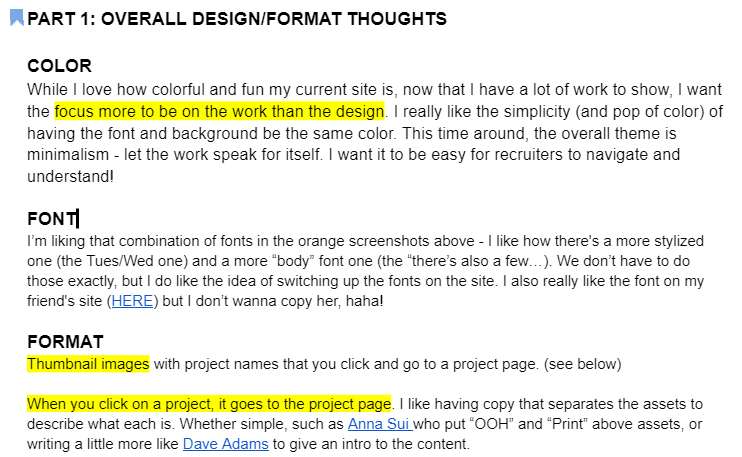 PART 1: OVERALL DESIGN/FORMAT THOUGHTS
COLOR
While I love how colorful and fun my current site is, now that I have a lot of work to show, I want
the focus more to be on the work than the design. I really like the simplicity (and pop of color) of
having the font and background be the same color. This time around, the overall theme is
minimalism - let the work speak for itself. I want it to be easy for recruiters to navigate and
understand!
FONT
I’m liking that combination of fonts in the orange screenshots above - I like how there's a more stylized
one (the Tues/Wed one) and a more “body” font one (the “there’s also a few…). We don’t have to do
those exactly, but I do like the idea of switching up the fonts on the site. I also really like the font on my
friend's site (HERE) but I don’t wanna copy her, haha!
FORMAT
Thumbnail images with project names that you click and go to a project page. (see below)
When you click on a project, it goes to the project page. I like having copy that separates the assets to
describe what each is. Whether simple, such as Anna Sui who put “OOH” and “Print” above assets, or
writing a little more like Dave Adams to give an intro to the content.